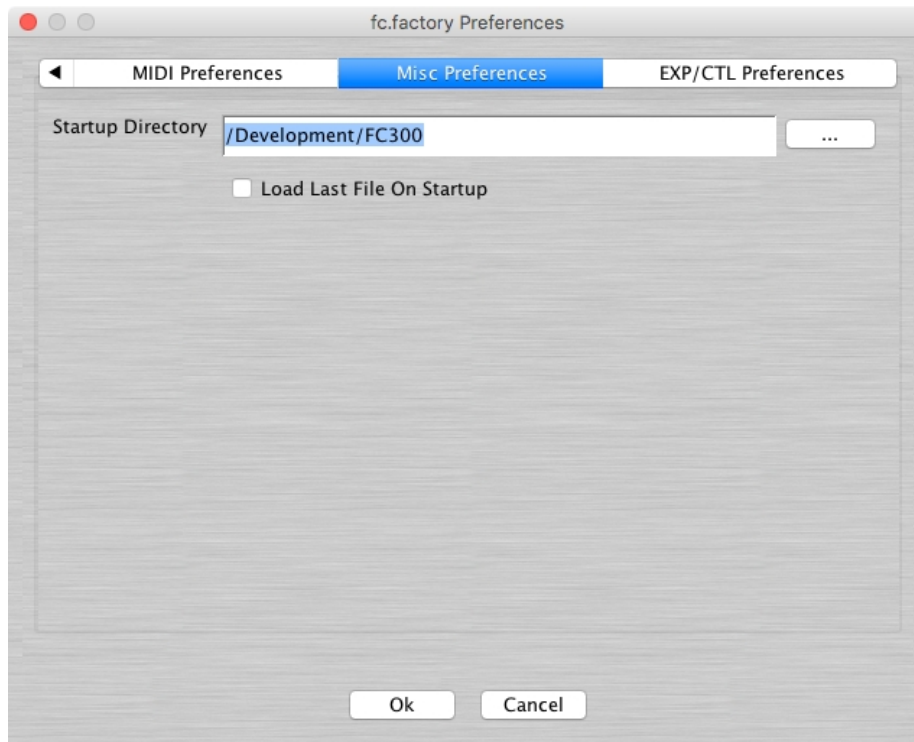 fc.factory Preferences
MIDI Preferences Misc Preferences EXP/CTL Preferences
Startup Directory /Development/FC300 ...
Load Last File On Startup
Ok Cancel